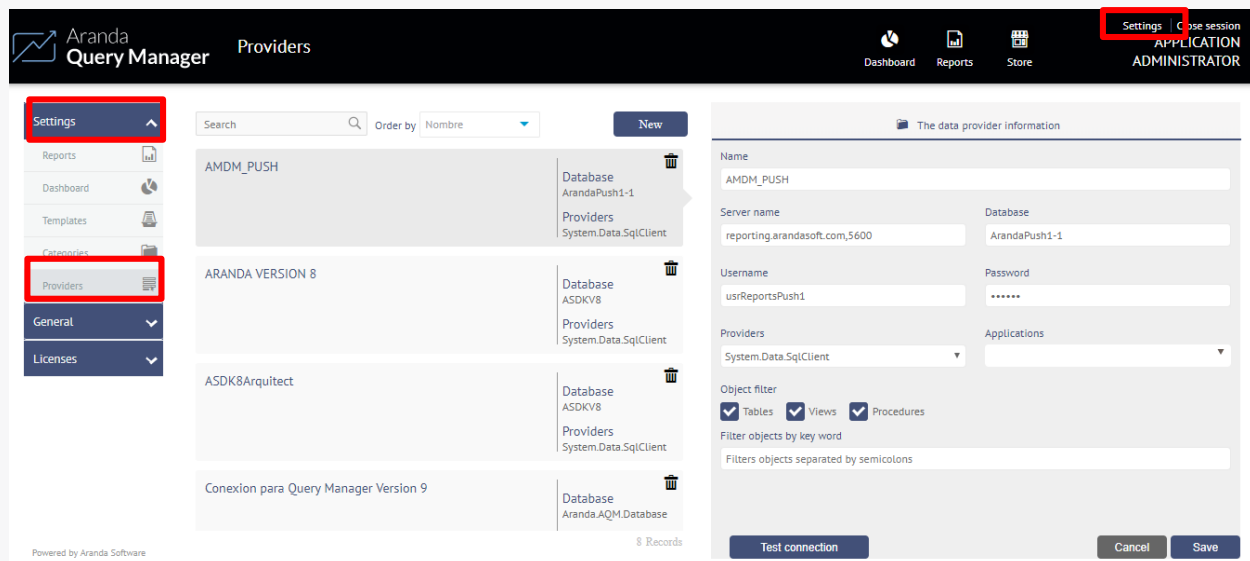 Aranda
Query Manager
Providers
Dashboard
Reports
Store
Settings
Close session
APPLICATION
ADMINISTRATOR
Settings
Reports
Dashboard
Templates
Categories
Providers
General
Licenses
Powered by Aranda Software
Search
Order by
Nombre
New
AMDM_PUSH
Database
ArandaPush1-1
Providers
System.Data.SqlClient
ARANDA VERSION 8
Database
ASDKV8
Providers
System.Data.SqlClient
ASDK8Arquitect
Database
ASDKV8
Providers
System.Data.SqlClient
Conexion para Query Manager Version 9
Database
Aranda.AQM.Database
8 Records
The data provider information
Name
AMDM_PUSH
Server name
Database
reporting.arandasoft.com,5600
ArandaPush1-1
Username
Password
usrReportsPush1
••••••
Providers
Applications
System.Data.SqlClient
Object filter
Tables
Views
Procedures
Filter objects by key word
Filters objects separated by semicolons
Test connection
Cancel
Save